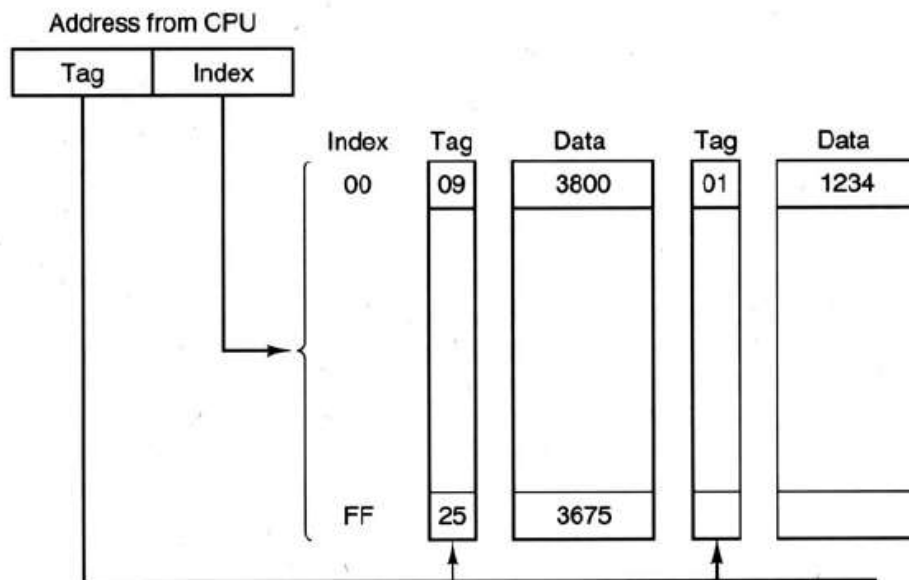 Address from CPU
Tag Index
Index Tag Data Tag Data
00 09 3800 01 1234
FF 25 3675